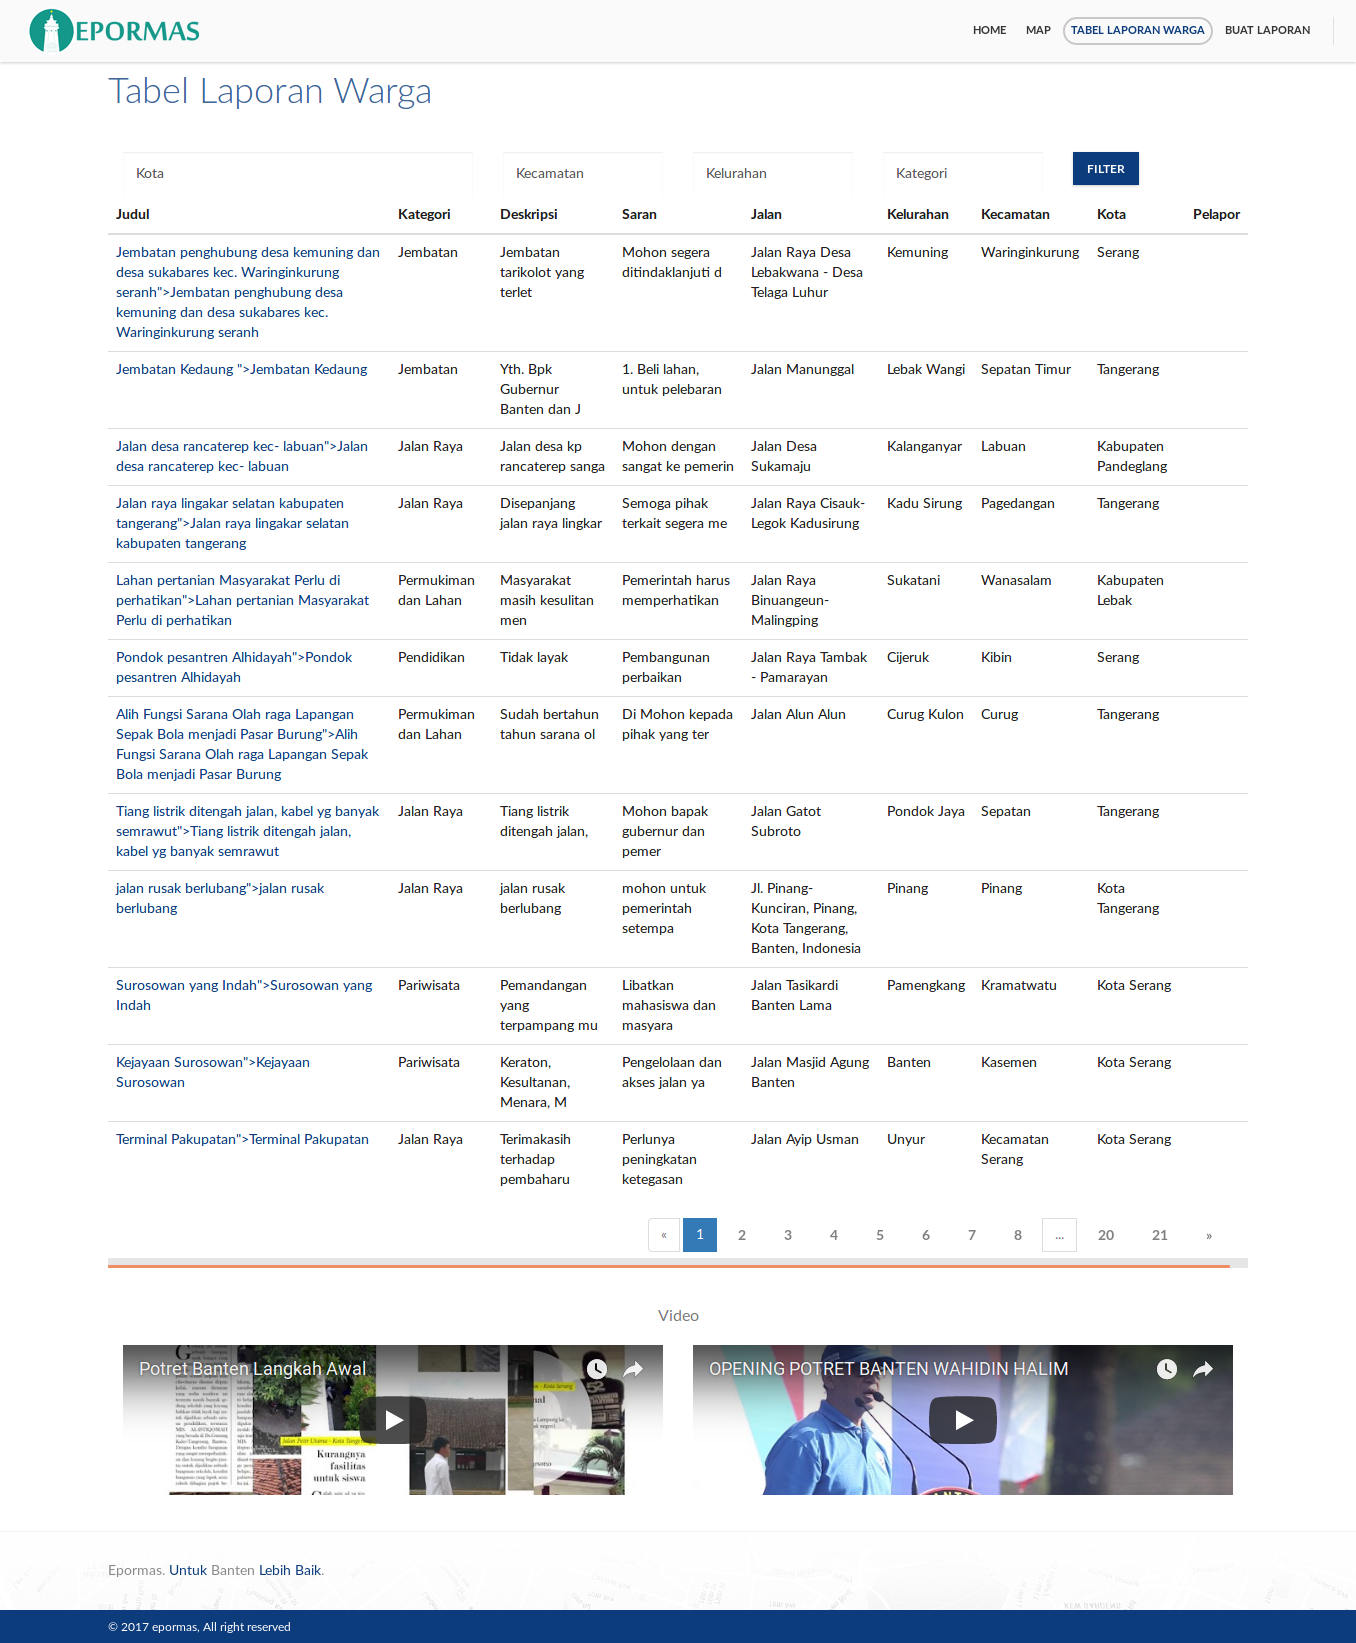 EPORMAS
HOME MAP TABEL LAPORAN WARGA BUAT LAPORAN
Tabel Laporan Warga
Kota Kecamatan Kelurahan Kategori FILTER
Judul Kategori Deskripsi Saran Jalan Kelurahan Kecamatan Kota Pelapor
Jembatan penghubung desa kemuning dan Jembatan Jembatan Mohon segera Jalan Raya Desa Kemuning Waringinkurung Serang
desa sukabares kec. Waringinkurung tarikolot yang ditindaklanjuti d Lebakwana - Desa
seranh">Jembatan penghubung desa terlet Telaga Luhur
kemuning dan desa sukabares kec.
Waringinkurung seranh
Jembatan Kedaung ">Jembatan Kedaung Jembatan Yth. Bpk 1. Beli lahan, Jalan Manunggal Lebak Wangi Sepatan Timur Tangerang
Gubernur untuk pelebaran
Banten dan J
Jalan desa rancaterep kec- labuan">Jalan Jalan Raya Jalan desa kp Mohon dengan Jalan Desa Kalanganyar Labuan Kabupaten
desa rancaterep kec- labuan rancaterep sanga sangat ke pemerin Sukamaju Pandeglang
Jalan raya lingakar selatan kabupaten Jalan Raya Disepanjang Semoga pihak Jalan Raya Cisauk- Kadu Sirung Pagedangan Tangerang
tangerang">Jalan raya lingakar selatan jalan raya lingkar terkait segera me Legok Kadusirung
kabupaten tangerang
Lahan pertanian Masyarakat Perlu di Permukiman Masyarakat Pemerintah harus Jalan Raya Sukatani Wanasalam Kabupaten
perhatikan">Lahan pertanian Masyarakat dan Lahan masih kesulitan memperhatikan Binuangeun- Lebak
Perlu di perhatikan men Malingping
Pondok pesantren Alhidayah">Pondok Pendidikan Tidak layak Pembangunan Jalan Raya Tambak Cijeruk Kibin Serang
pesantren Alhidayah perbaikan - Pamarayan
Alih Fungsi Sarana Olah raga Lapangan Permukiman Sudah bertahun Di Mohon kepada Jalan Alun Alun Curug Kulon Curug Tangerang
Sepak Bola menjadi Pasar Burung">Alih dan Lahan tahun sarana ol pihak yang ter
Fungsi Sarana Olah raga Lapangan Sepak
Bola menjadi Pasar Burung
Tiang listrik ditengah jalan, kabel yg banyak Jalan Raya Tiang listrik Mohon bapak Jalan Gatot Pondok Jaya Sepatan Tangerang
semrawut">Tiang listrik ditengah jalan, ditengah jalan, gubernur dan Subroto
kabel yg banyak semrawut pemer
jalan rusak berlubang">jalan rusak Jalan Raya jalan rusak mohon untuk Jl. Pinang- Pinang Pinang Kota
berlubang berlubang pemerintah Kunciran, Pinang, Tangerang
setempa Kota Tangerang,
Banten, Indonesia
Surosowan yang Indah">Surosowan yang Pariwisata Pemandangan Libatkan Jalan Tasikardi Pamengkang Kramatwatu Kota Serang
Indah yang mahasiswa dan Banten Lama
terpampang mu masyara
Kejayaan Surosowan">Kejayaan Pariwisata Keraton, Pengelolaan dan Jalan Masjid Agung Banten Kasemen Kota Serang
Surosowan Kesultanan, akses jalan ya Banten
Menara, M
Terminal Pakupatan">Terminal Pakupatan Jalan Raya Terimakasih Perlunya Jalan Ayip Usman Unyur Kecamatan Kota Serang
terhadap peningkatan Serang
pembaharu ketegasan
« 1 2 3 4 5 6 7 8 ... 20 21 »
Video
Potret Banten Langkah Awal
Kurangnya
fasilitas
untuk siswa
OPENING POTRET BANTEN WAHIDIN HALIM
Epormas. Untuk Banten Lebih Baik.
© 2017 epormas, All right reserved